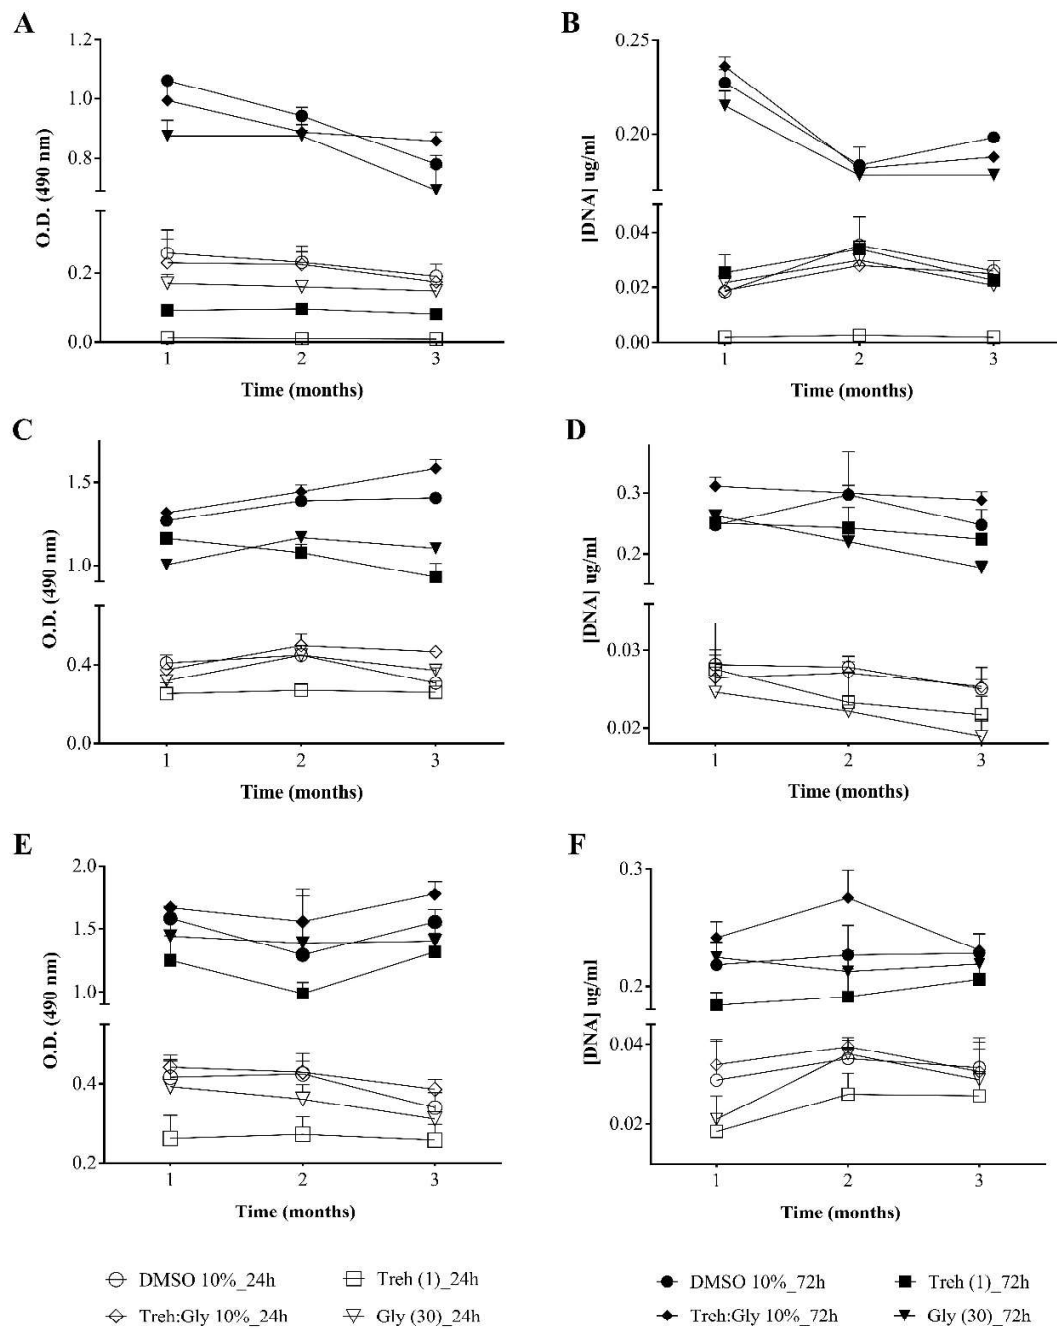 A
1.2
1.0
0.8
0.2
0.0
O.D. (490 nm)
1
2
3
Time (months)
B
0.25
0.20
0.04
0.02
0.00
[DNA] ug/ml
1
2
3
Time (months)
C
1.5
1.0
0.4
0.0
O.D. (490 nm)
1
2
3
Time (months)
D
0.3
0.2
0.03
0.02
[DNA] ug/ml
1
2
3
Time (months)
E
2.0
1.5
1.0
0.4
0.2
O.D. (490 nm)
1
2
3
Time (months)
F
0.3
0.2
0.04
0.02
[DNA] ug/ml
1
2
3
Time (months)
DMSO 10%_24h
Treh (1)_24h
Treh:Gly 10%_24h
Gly (30)_24h
DMSO 10%_72h
Treh (1)_72h
Treh:Gly 10%_72h
Gly (30)_72h